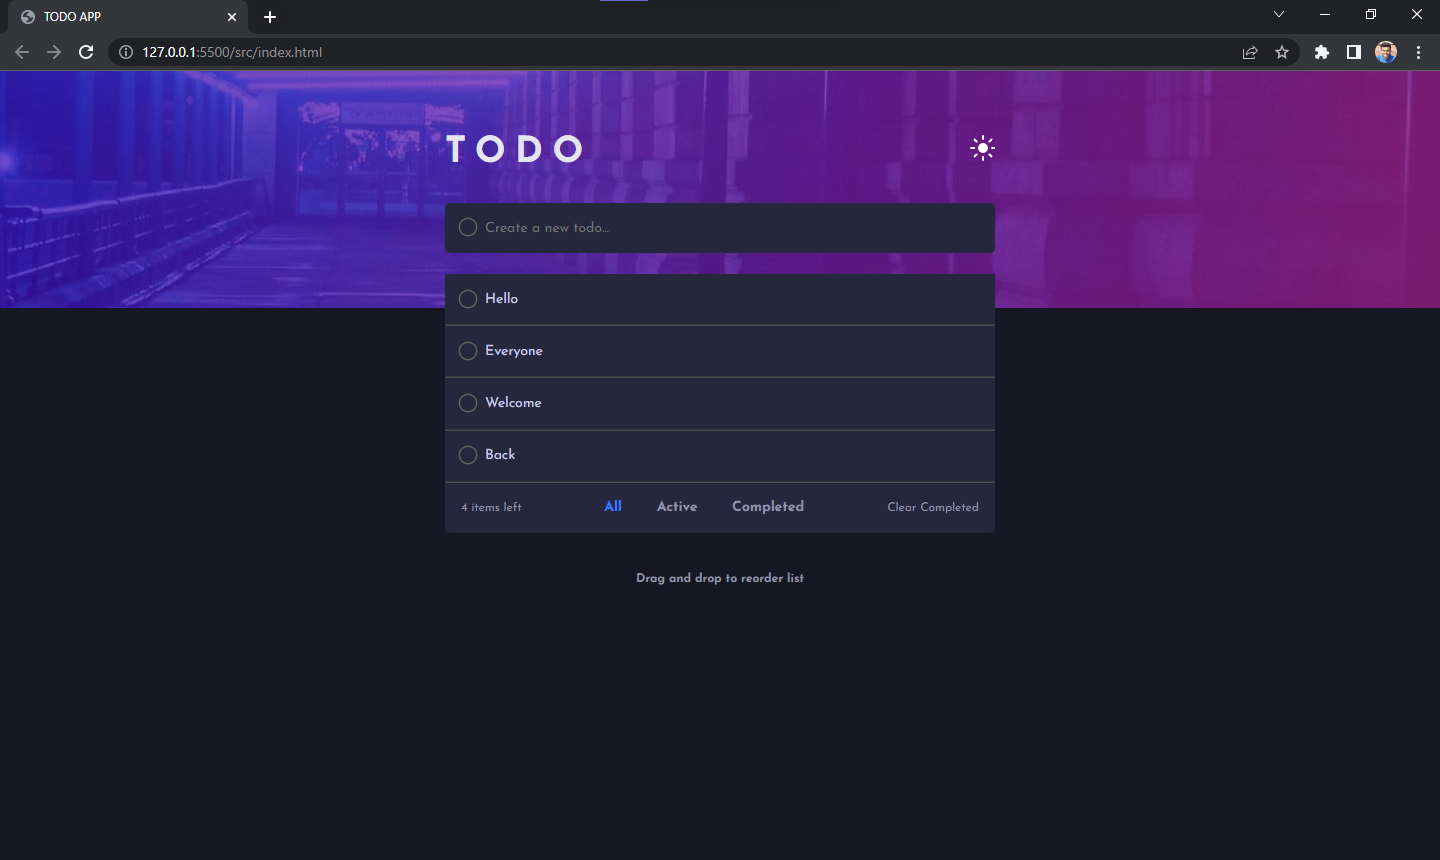 TODO APP
127.0.0.1:5500/src/index.html
TODO
Create a new todo...
Hello
Everyone
Welcome
Back
4 items left All Active Completed Clear Completed
Drag and drop to reorder list